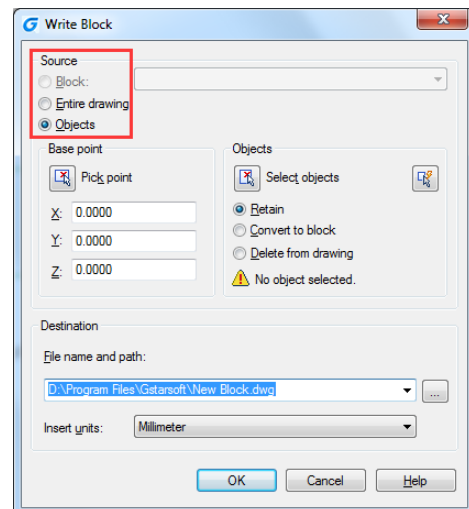 Write Block
Source
Block:
Entire drawing
Objects
Base point
Pick point
X: 0.0000
Y: 0.0000
Z: 0.0000
Objects
Select objects
Retain
Convert to block
Delete from drawing
No object selected.
Destination
File name and path:
D:\Program Files\Gstarsoft\New Block.dwg
...
Insert units: Millimeter
OK Cancel Help